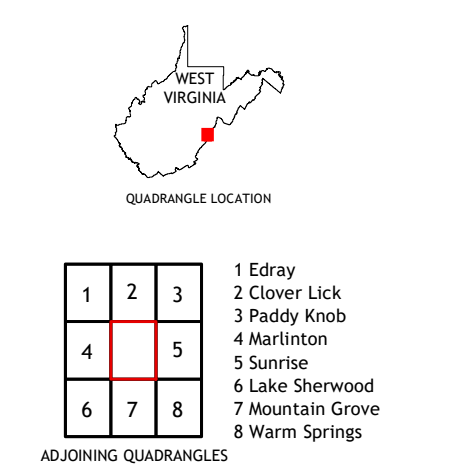 WEST
VIRGINIA
QUADRANGLE LOCATION
1 2 3
4 5
6 7 8
1 Edray
2 Clover Lick
3 Paddy Knob
4 Marlinton
5 Sunrise
6 Lake Sherwood
7 Mountain Grove
8 Warm Springs
ADJOINING QUADRANGLES